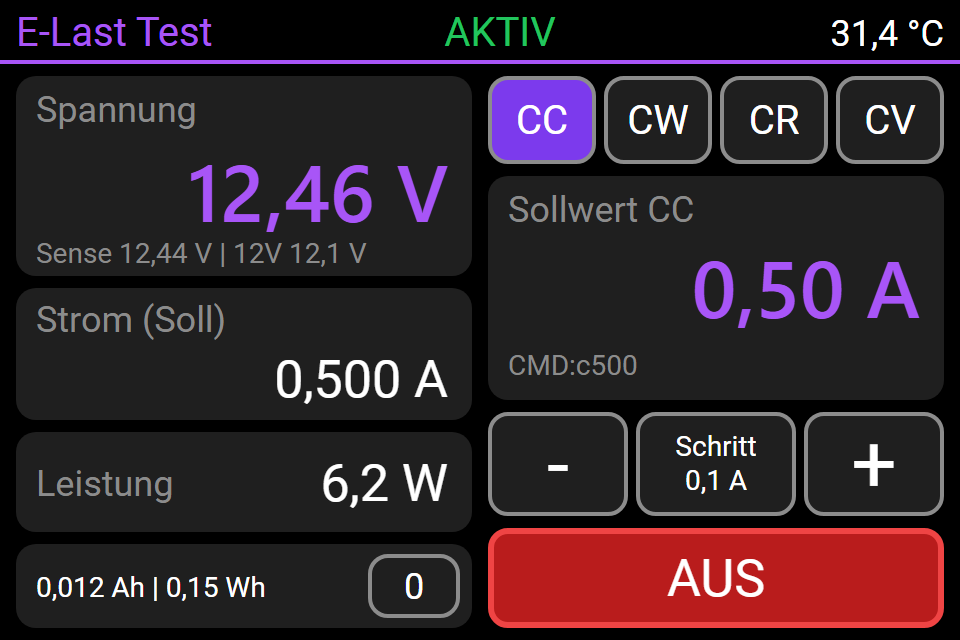 E-Last Test
AKTIV
31,4 °C
Spannung
12,46 V
Sense 12,44 V | 12V 12,1 V
Strom (Soll)
0,500 A
Leistung
6,2 W
0,012 Ah | 0,15 Wh
0
CC
CW
CR
CV
Sollwert CC
0,50 A
CMD:c500
-
Schritt
0,1 A
+
AUS